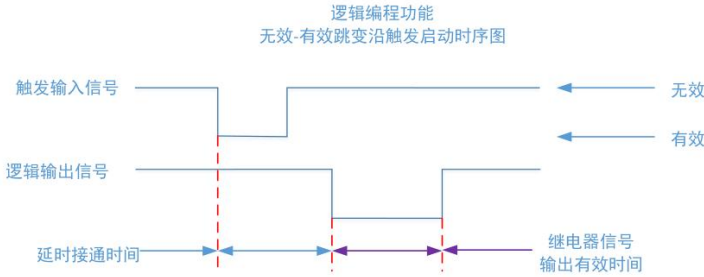 逻辑编程功能
无效-有效跳变沿触发启动时序图
触发输入信号
无效
有效
逻辑输出信号
延时接通时间
继电器信号
输出有效时间